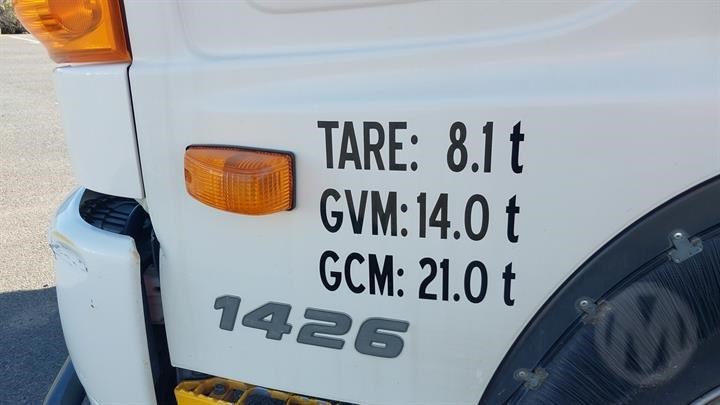 TARE: 8.1 t
GVM: 14.0 t
GCM: 21.0 t
1426
M